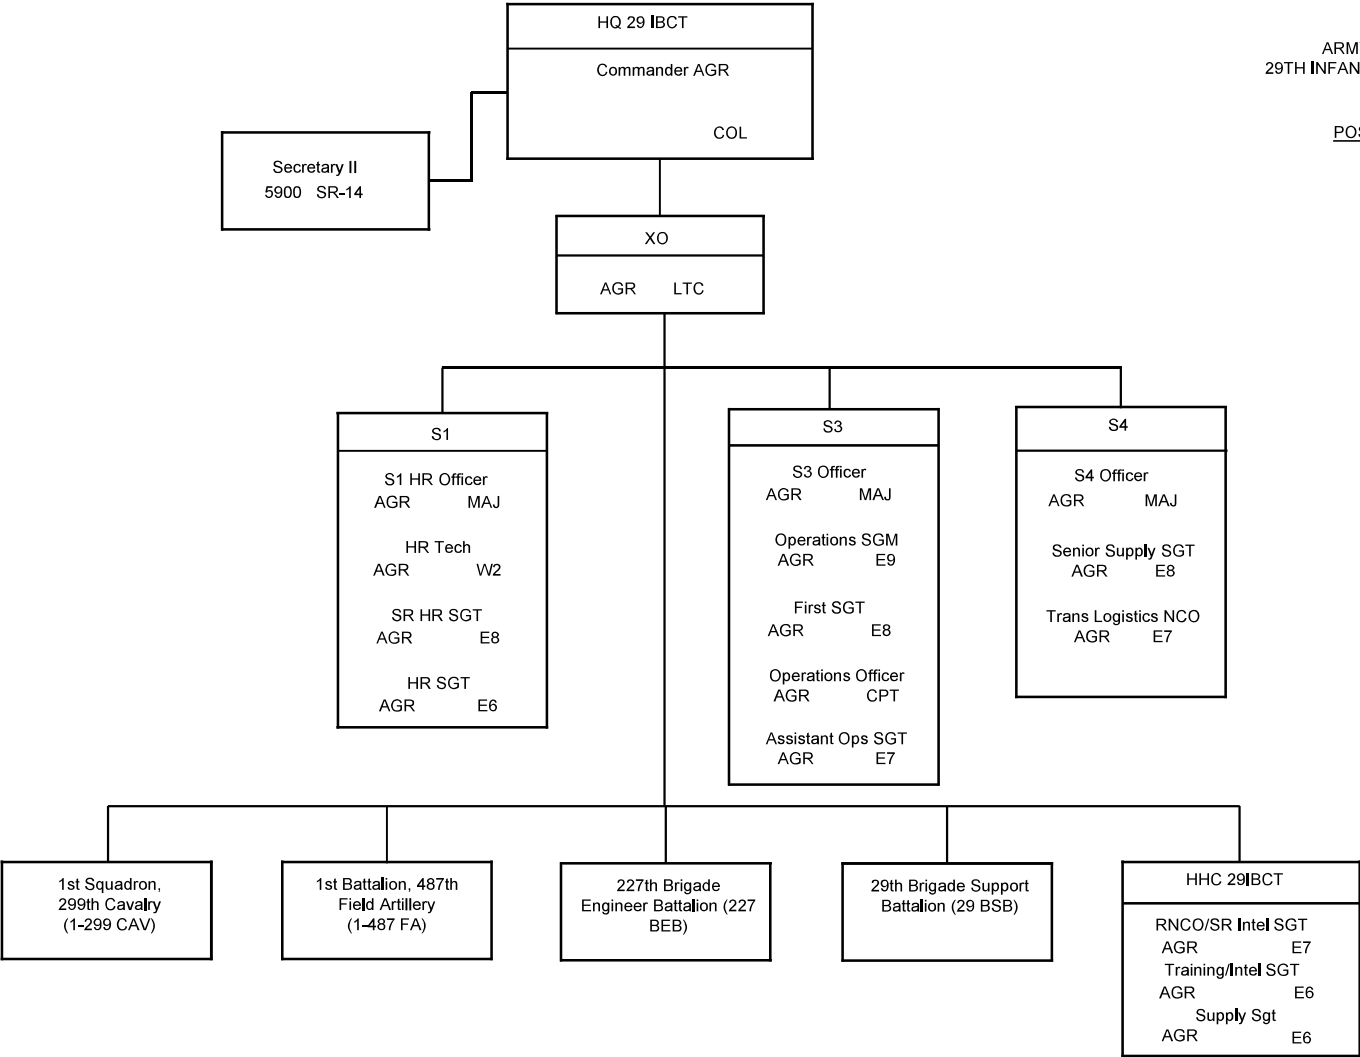 HQ 29 IBCT
Commander AGR
COL
ARM
29TH INFAN
POS
Secretary II
5900 SR-14
XO
AGR LTC
S1
S1 HR Officer
AGR MAJ
HR Tech
AGR W2
SR HR SGT
AGR E8
HR SGT
AGR E6
S3
S3 Officer
AGR MAJ
Operations SGM
AGR E9
First SGT
AGR E8
Operations Officer
AGR CPT
Assistant Ops SGT
AGR E7
S4
S4 Officer
AGR MAJ
Senior Supply SGT
AGR E8
Trans Logistics NCO
AGR E7
1st Squadron,
299th Cavalry
(1-299 CAV)
1st Battalion, 487th
Field Artillery
(1-487 FA)
227th Brigade
Engineer Battalion (227
BEB)
29th Brigade Support
Battalion (29 BSB)
HHC 29IBCT
RNCO/SR Intel SGT
AGR E7
Training/Intel SGT
AGR E6
Supply Sgt
AGR E6